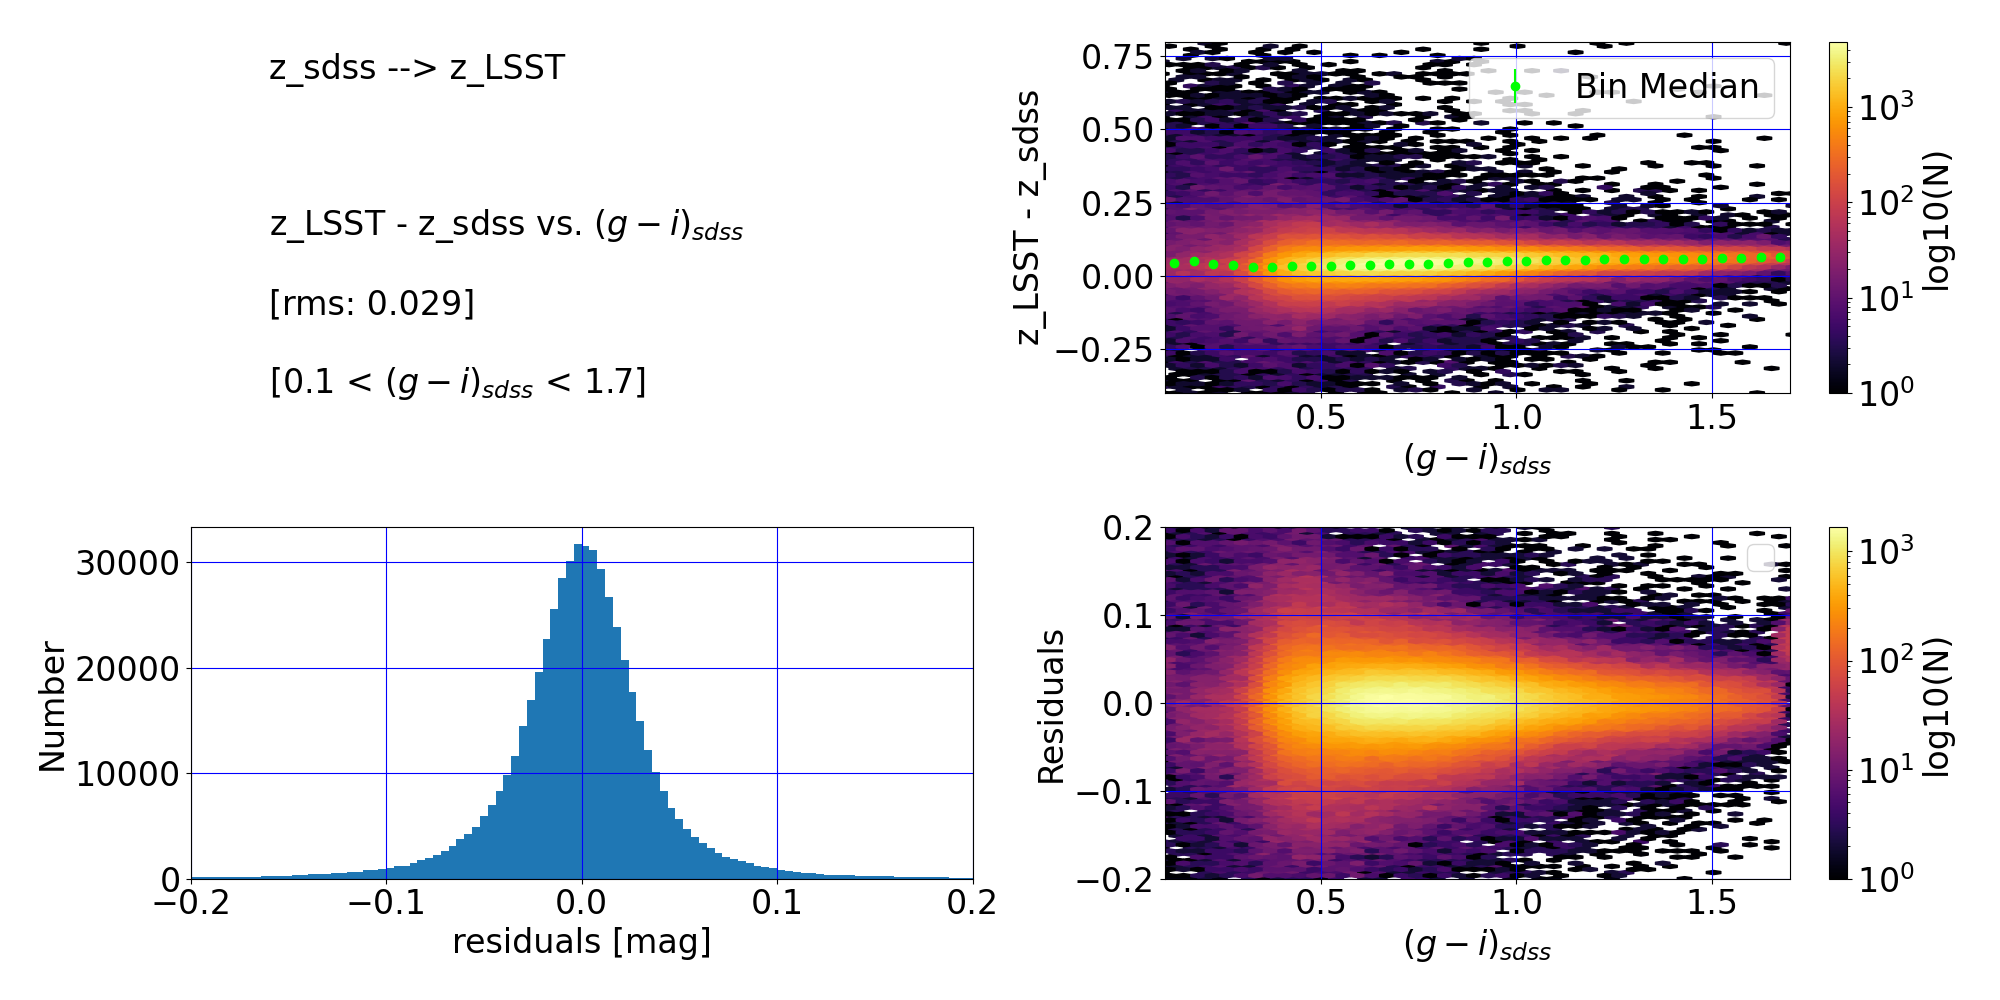 z_sdss --> z_LSST
z_LSST - z_sdss vs. (g − i)sdss
[rms: 0.029]
[0.1 < (g − i)sdss < 1.7]
z_LSST - z_sdss
0.75
0.50
0.25
0.00
−0.25
Bin Median
0.5 1.0 1.5
(g − i)sdss
10³
10²
10¹
10⁰
log10(N)
Number
30000
20000
10000
0
−0.2 −0.1 0.0 0.1 0.2
residuals [mag]
Residuals
0.2
0.1
0.0
−0.1
−0.2
0.5 1.0 1.5
(g − i)sdss
10³
10²
10¹
10⁰
log10(N)